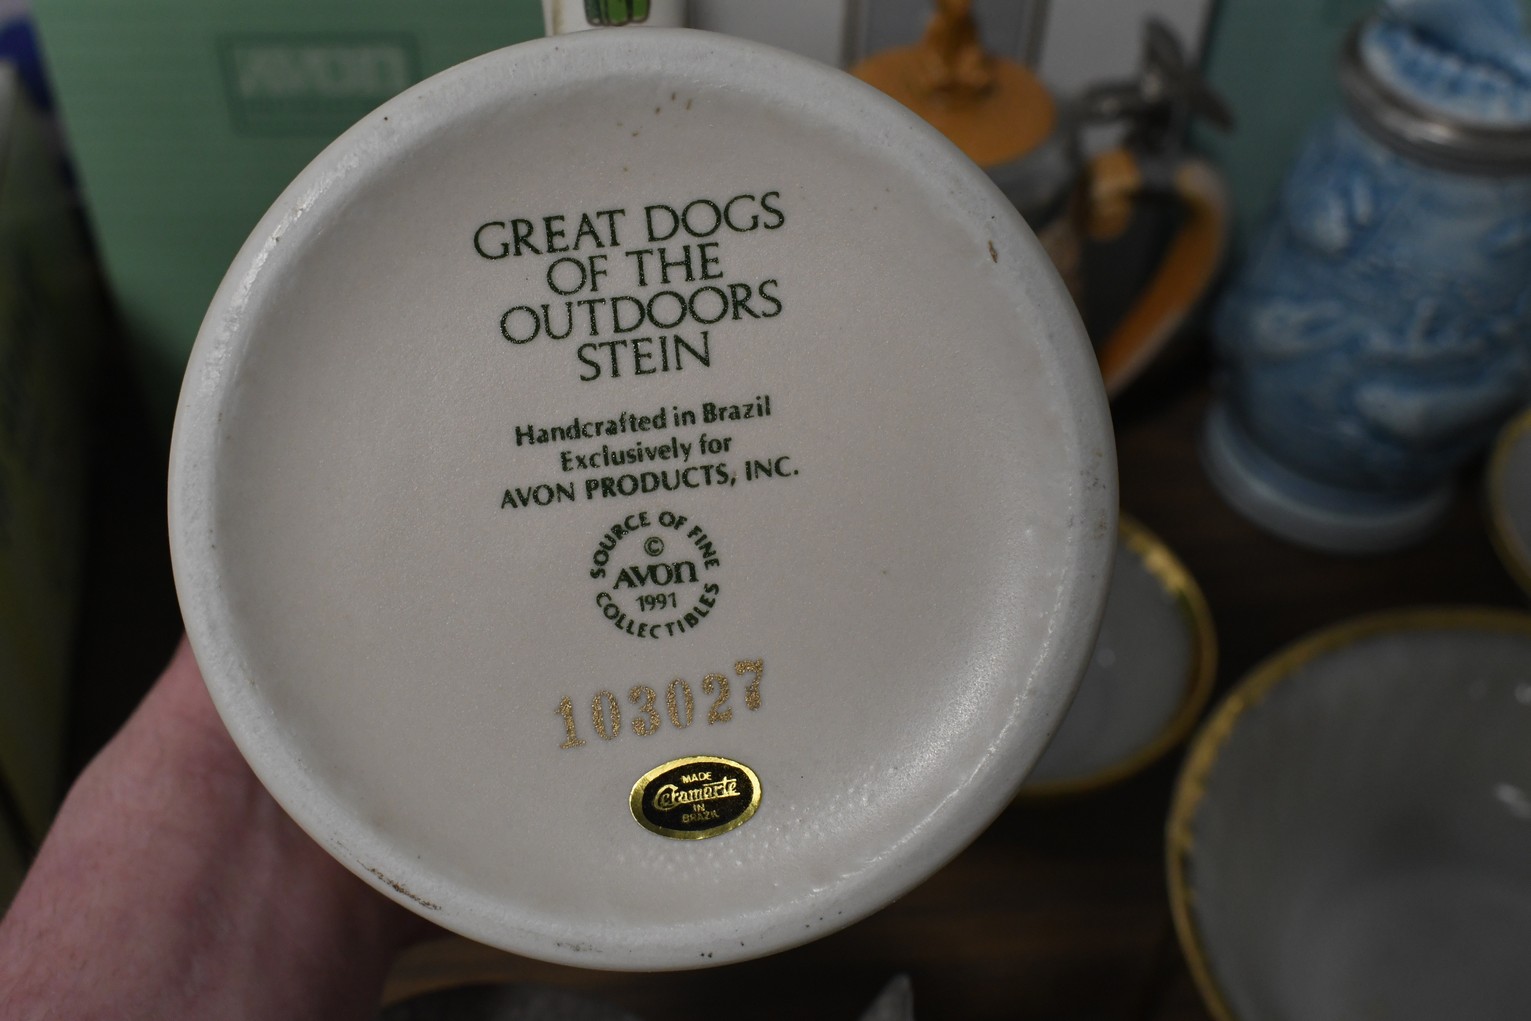 AVON
GREAT DOGS
OF THE
OUTDOORS
STEIN
Handcrafted in Brazil
Exclusively for
AVON PRODUCTS, INC.
SOURCE OF FINE
©
AVON
1991
COLLECTIBLES
103027
MADE
Ceramarte
IN
BRAZIL